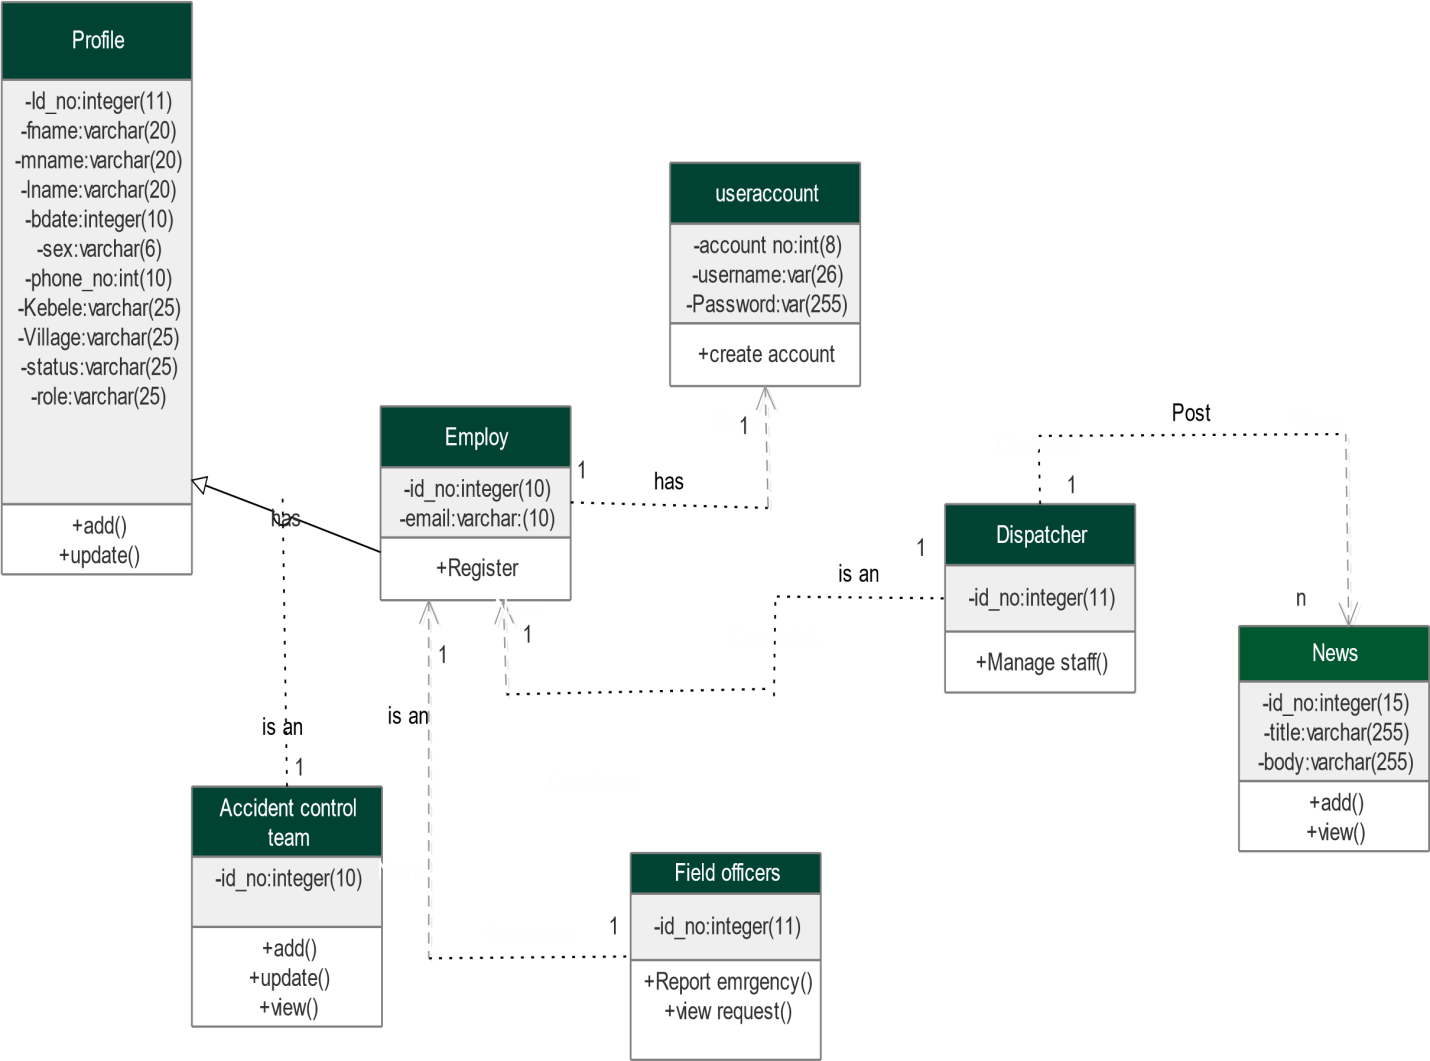 Profile
-Id_no:integer(11)
-fname:varchar(20)
-mname:varchar(20)
-lname:varchar(20)
-bdate:integer(10)
-sex:varchar(6)
-phone_no:int(10)
-Kebele:varchar(25)
-Village:varchar(25)
-status:varchar(25)
-role:varchar(25)
+add()
+update()
has
useraccount
-account no:int(8)
-username:var(26)
-Password:var(255)
+create account
1
Employ
-id_no:integer(10)
-email:varchar:(10)
+Register
1
has
1
1
is an
is an
1
Accident control
team
-id_no:integer(10)
+add()
+update()
+view()
is an
1
Dispatcher
-id_no:integer(11)
+Manage staff()
1
Post
n
News
-id_no:integer(15)
-title:varchar(255)
-body:varchar(255)
+add()
+view()
1
Field officers
-id_no:integer(11)
+Report emrgency()
+view request()